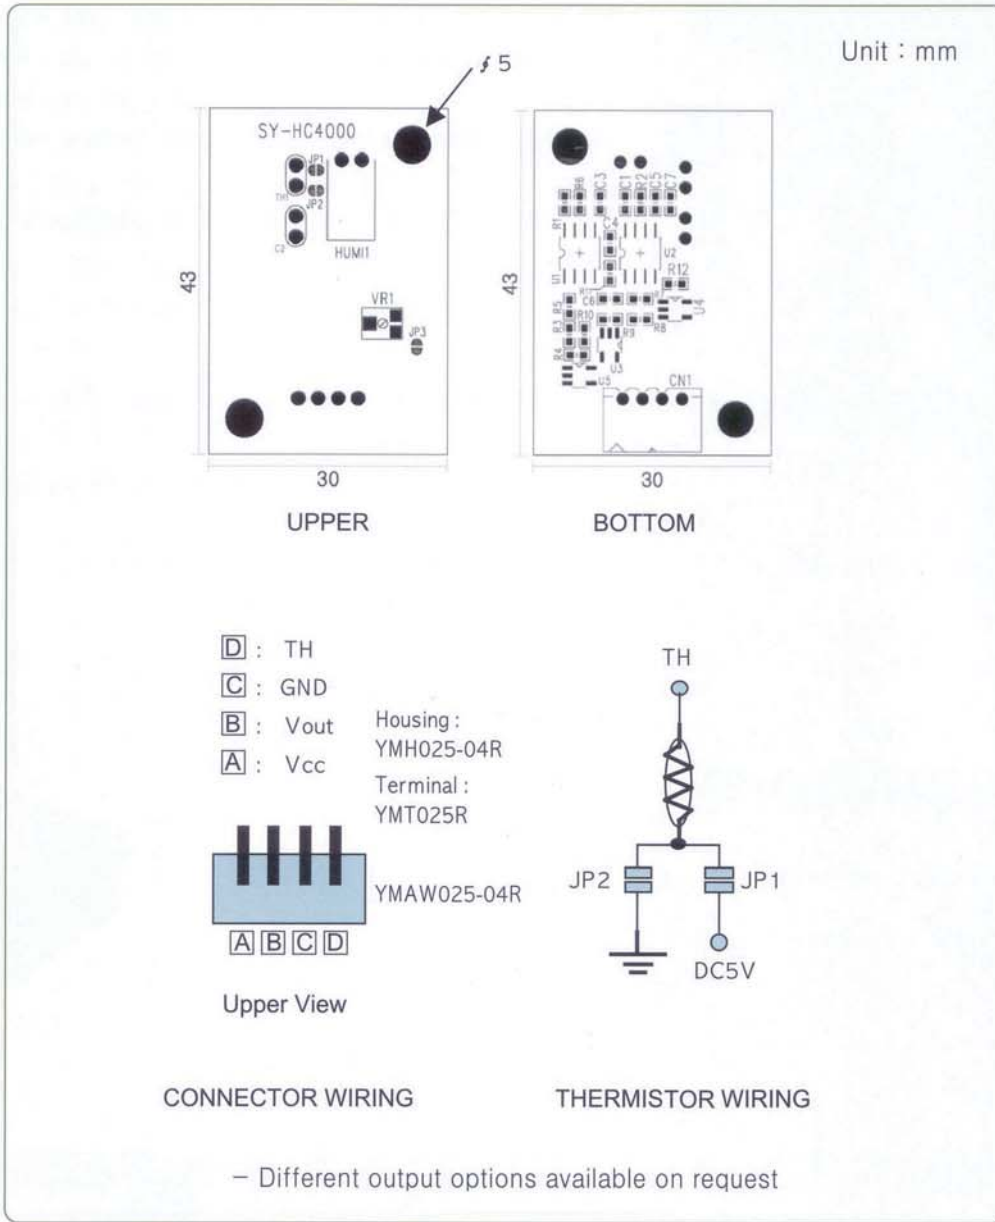 Unit : mm
∮ 5
SY-HC4000
JP1
TH1
JP2
C2
HUMI1
43
VR1
JP3
30
UPPER
R6
C3
C1
R2
C5
C7
R1
C4
U1
U2
R12
R11
C6
R5
U4
R10
R3
R9
R8
R4
U3
U5
CN1
43
30
BOTTOM
D : TH
C : GND
B : Vout
A : Vcc
Housing :
YMH025-04R
Terminal :
YMT025R
YMAW025-04R
A B C D
Upper View
CONNECTOR WIRING
TH
JP2
JP1
DC5V
THERMISTOR WIRING
– Different output options available on request